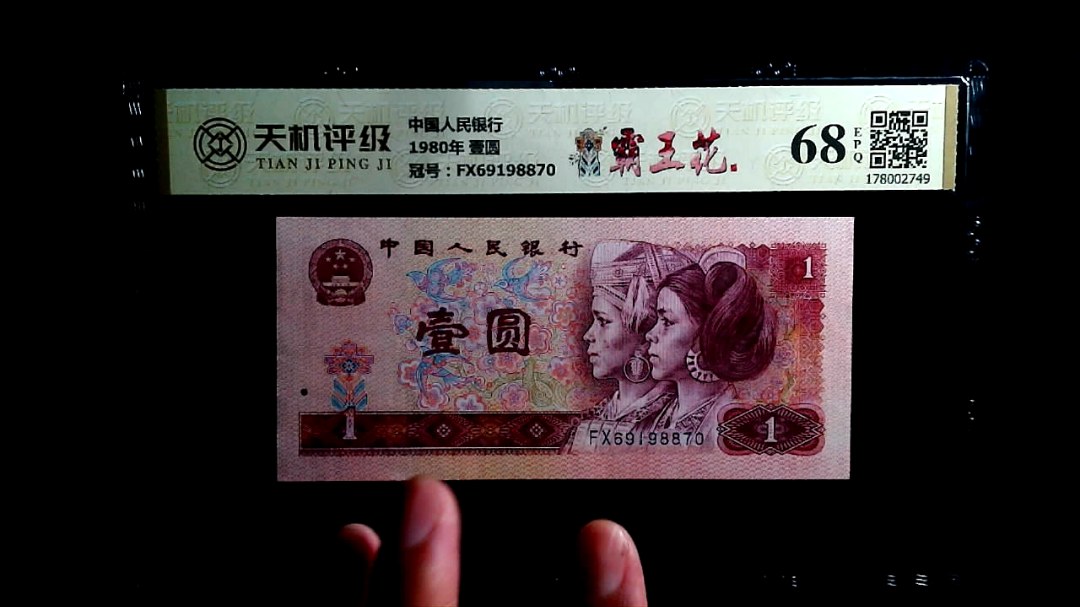 天机评级
TIAN JI PING JI
中国人民银行
1980年 壹圆
冠号：FX69198870
霸王花
68
EPQ
178002749
中国人民银行
1
壹圆
1
FX69198870
1